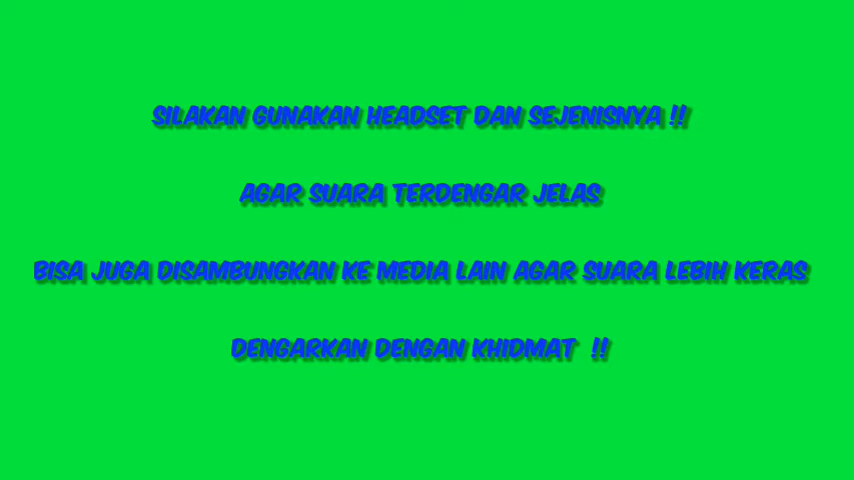 SILAKAN GUNAKAN HEADSET DAN SEJENISNYA !!
AGAR SUARA TERDENGAR JELAS
BISA JUGA DISAMBUNGKAN KE MEDIA LAIN AGAR SUARA LEBIH KERAS
DENGARKAN DENGAN KHIDMAT !!